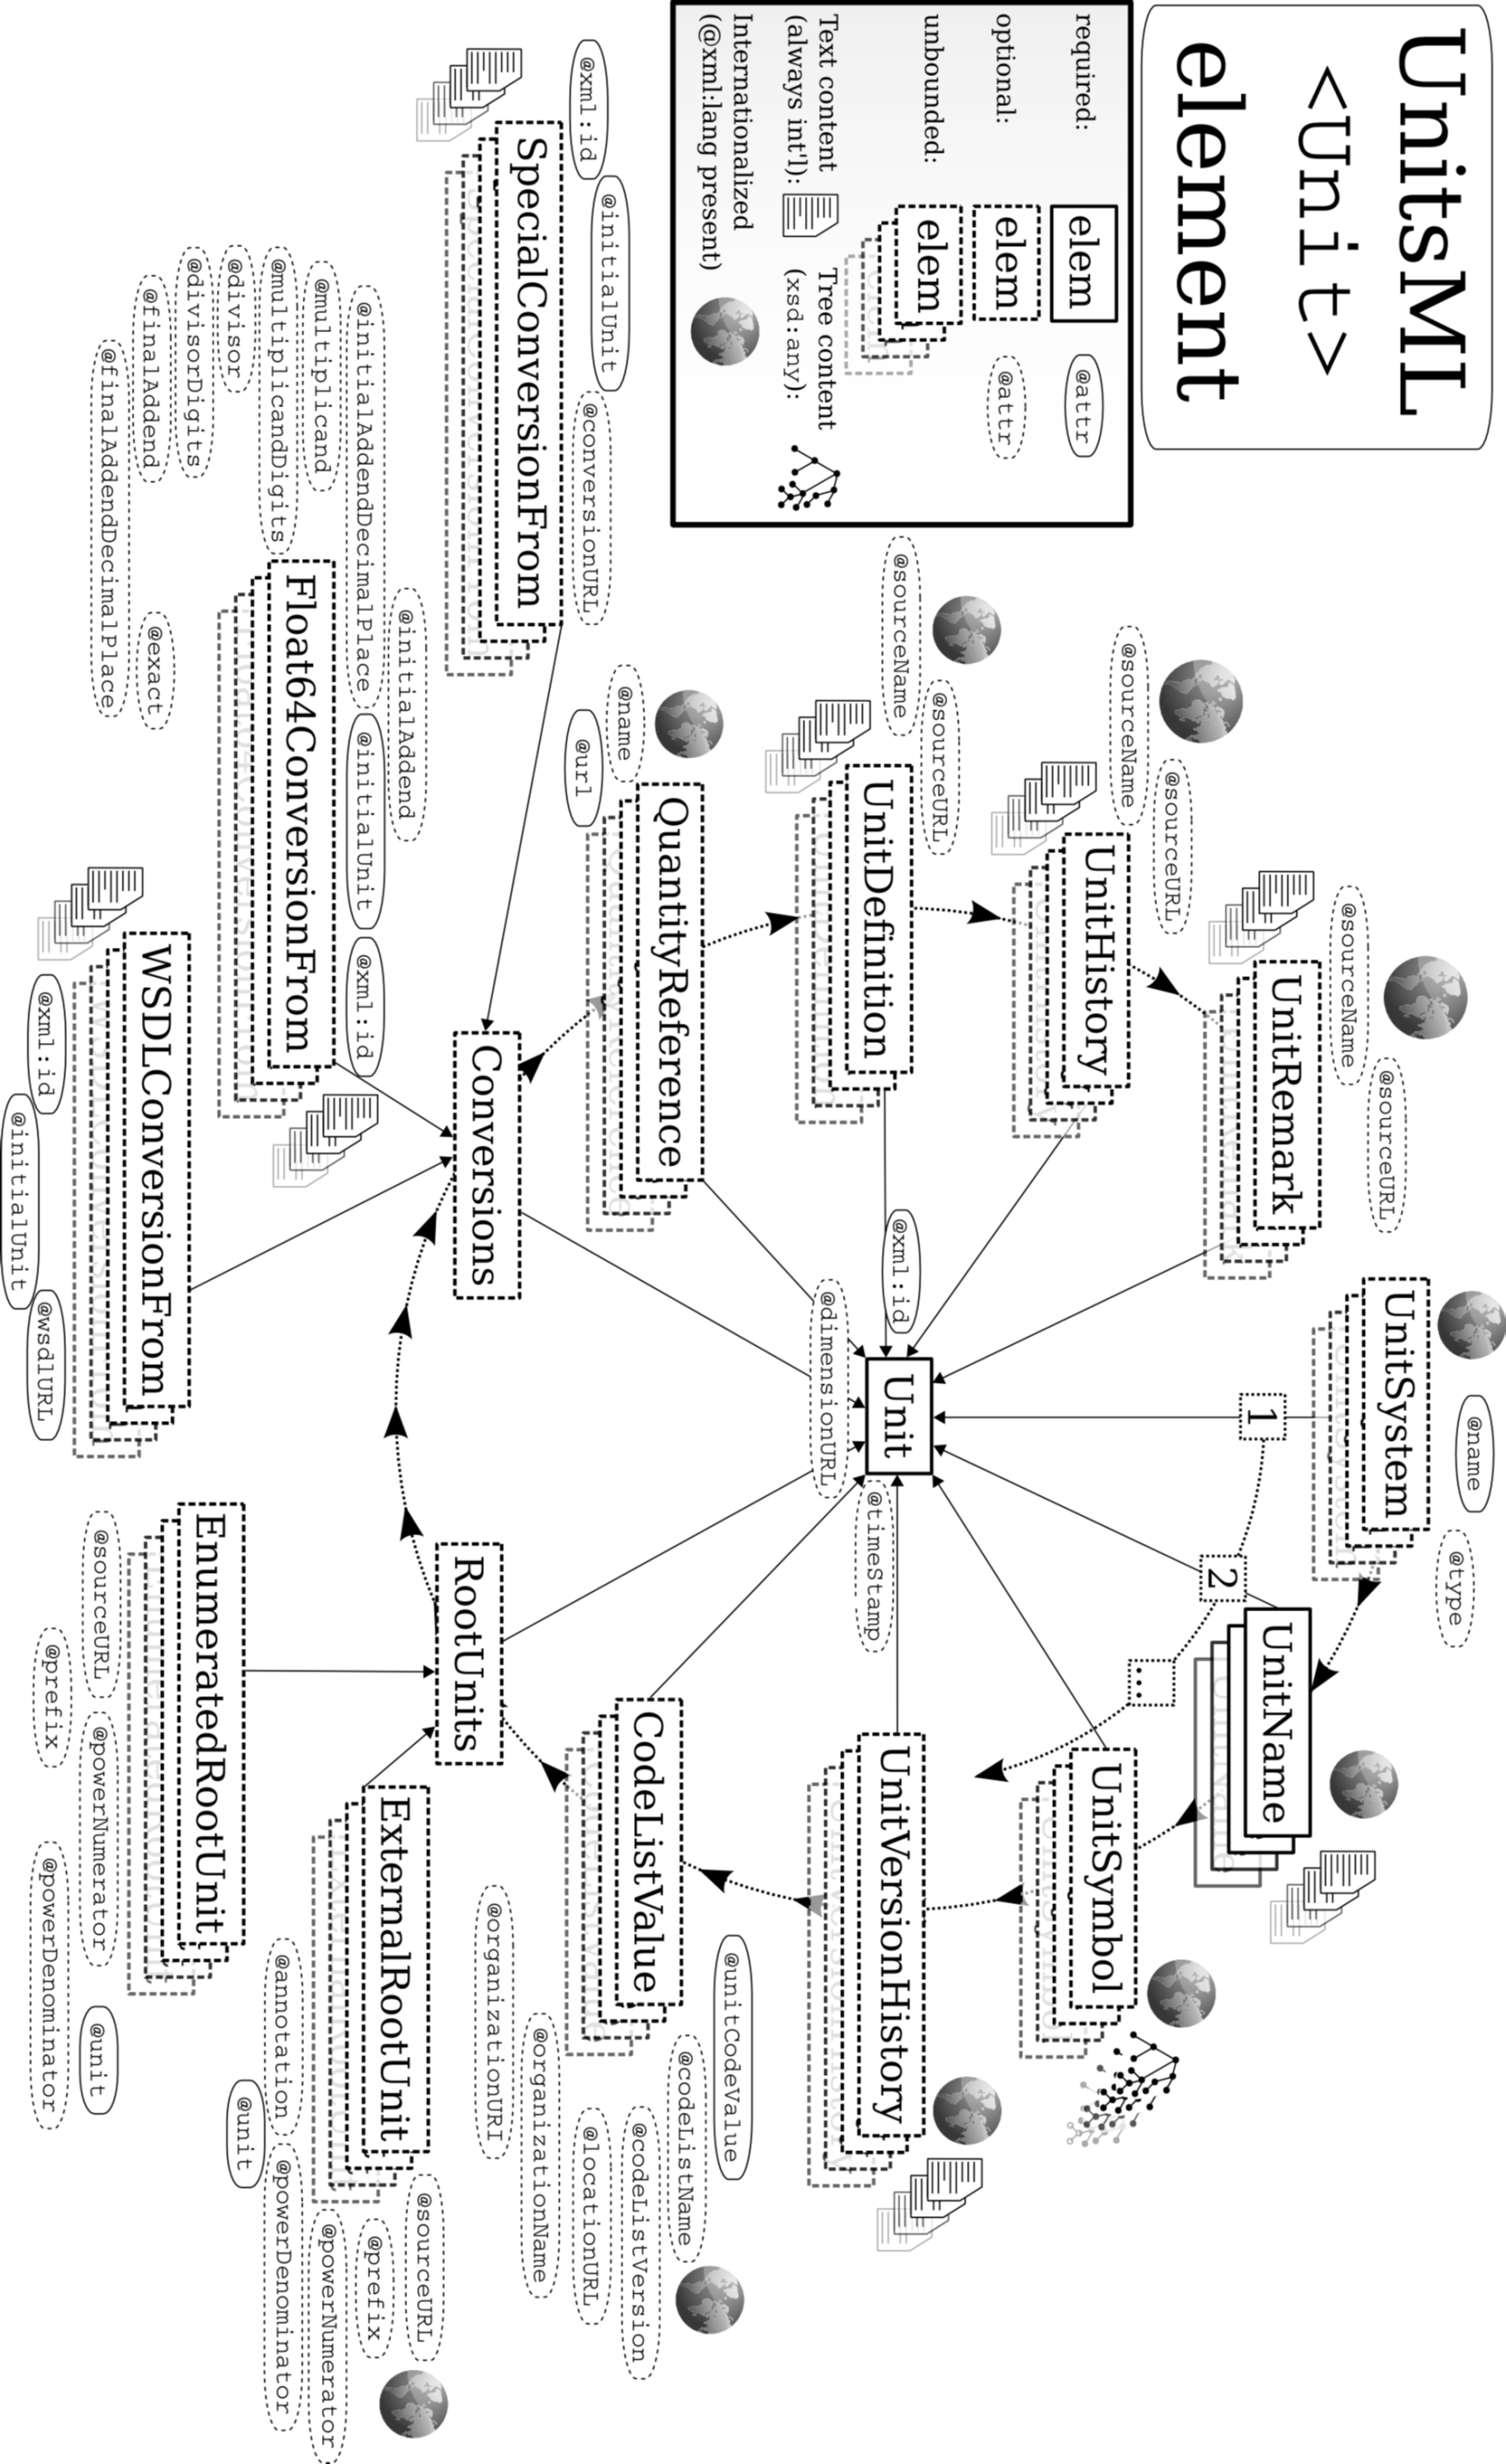 UnitsML
<Unit>
element
required:
elem
@attr
optional:
elem
@attr
unbounded:
elem
Text content
(always int'l):
Tree content
(xsd:any):
Internationalized
(@xml:lang present)
UnitSystem
@name
@type
1
2
...
UnitName
UnitSymbol
UnitVersionHistory
CodeListValue
@unitCodeValue
@codeListName
@codeListVersion
@locationURL
@organizationName
@organizationURI
RootUnits
ExternalRootUnit
@sourceURL
@prefix
@powerNumerator
@powerDenominator
@annotation
@unit
EnumeratedRootUnit
@sourceURL
@prefix
@powerNumerator
@powerDenominator
@unit
Unit
@xml:id
@dimensionURL
@timeStamp
UnitRemark
@sourceName
@sourceURL
UnitHistory
@sourceName
@sourceURL
UnitDefinition
@sourceName
@sourceURL
QuantityReference
@name
@url
Conversions
SpecialConversionFrom
@xml:id
@initialUnit
@conversionURL
Float64ConversionFrom
@initialAddend
@initialAddendDecimalPlace
@initialUnit
@xml:id
@multiplicand
@multiplicandDigits
@divisor
@divisorDigits
@finalAddend
@finalAddendDecimalPlace
@exact
WSDLConversionFrom
@xml:id
@initialUnit
@wsdlURL